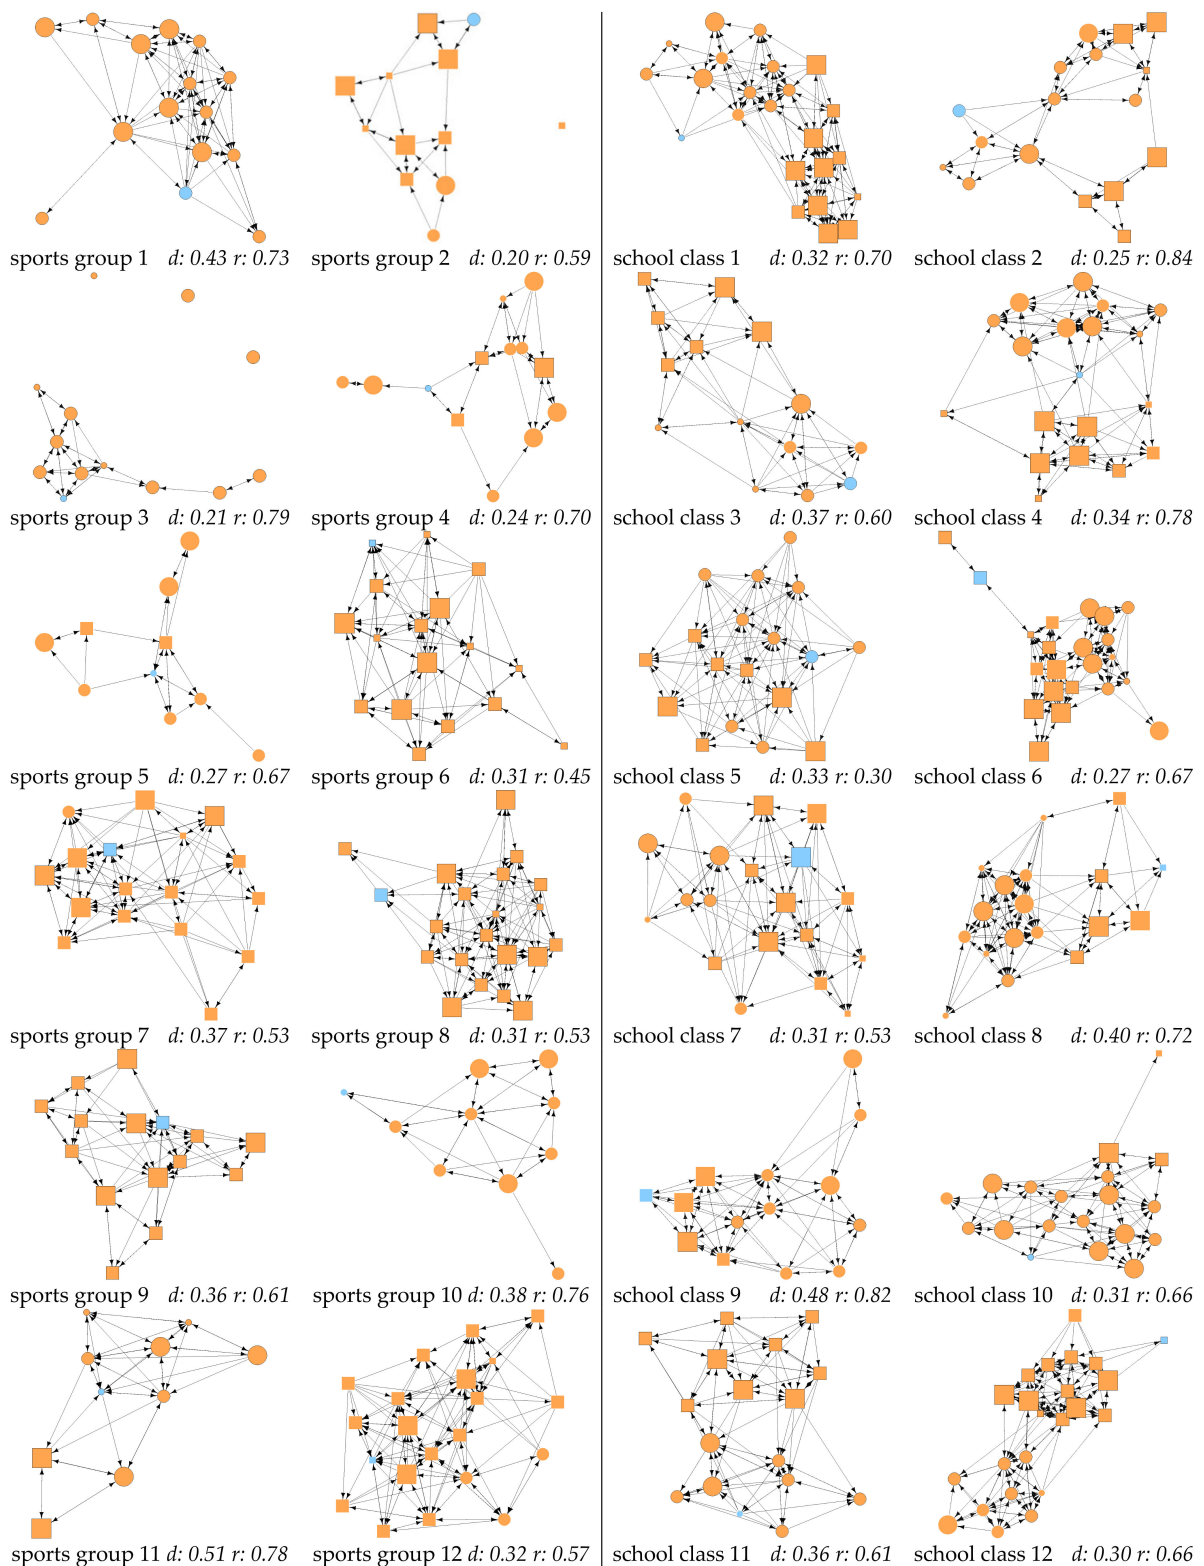 sports group 1 d: 0.43 r: 0.73
sports group 2 d: 0.20 r: 0.59
school class 1 d: 0.32 r: 0.70
school class 2 d: 0.25 r: 0.84
sports group 3 d: 0.21 r: 0.79
sports group 4 d: 0.24 r: 0.70
school class 3 d: 0.37 r: 0.60
school class 4 d: 0.34 r: 0.78
sports group 5 d: 0.27 r: 0.67
sports group 6 d: 0.31 r: 0.45
school class 5 d: 0.33 r: 0.30
school class 6 d: 0.27 r: 0.67
sports group 7 d: 0.37 r: 0.53
sports group 8 d: 0.31 r: 0.53
school class 7 d: 0.31 r: 0.53
school class 8 d: 0.40 r: 0.72
sports group 9 d: 0.36 r: 0.61
sports group 10 d: 0.38 r: 0.76
school class 9 d: 0.48 r: 0.82
school class 10 d: 0.31 r: 0.66
sports group 11 d: 0.51 r: 0.78
sports group 12 d: 0.32 r: 0.57
school class 11 d: 0.36 r: 0.61
school class 12 d: 0.30 r: 0.66